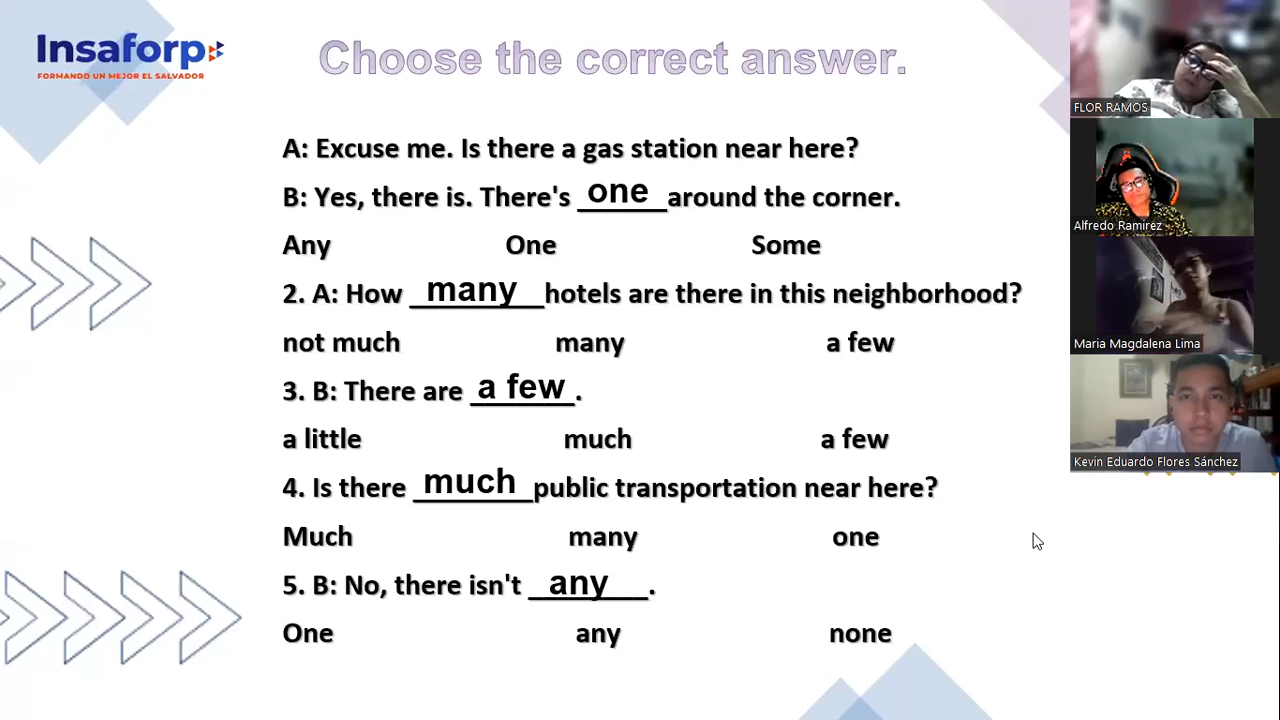 Insaforp
FORMANDO UN MEJOR EL SALVADOR
Choose the correct answer.
A: Excuse me. Is there a gas station near here?
B: Yes, there is. There's one around the corner.
Any One Some
2. A: How many hotels are there in this neighborhood?
not much many a few
3. B: There are a few.
a little much a few
4. Is there much public transportation near here?
Much many one
5. B: No, there isn't any.
One any none
FLOR RAMOS
Alfredo Ramirez
Maria Magdalena Lima
Kevin Eduardo Flores Sánchez